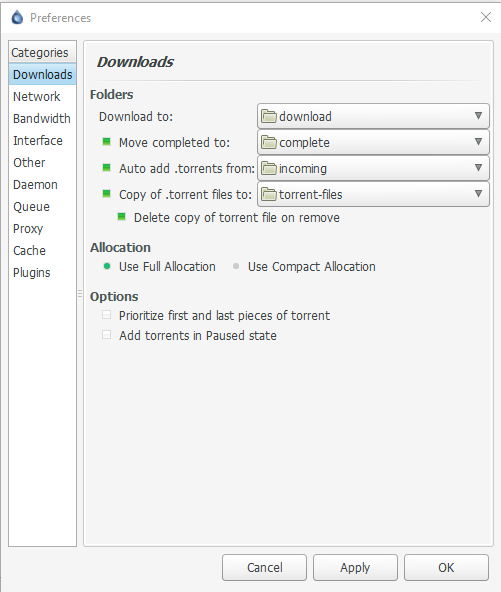 Preferences
Categories
Downloads
Network
Bandwidth
Interface
Other
Daemon
Queue
Proxy
Cache
Plugins
Downloads
Folders
Download to: download
Move completed to: complete
Auto add .torrents from: incoming
Copy of .torrent files to: torrent-files
Delete copy of torrent file on remove
Allocation
Use Full Allocation Use Compact Allocation
Options
Prioritize first and last pieces of torrent
Add torrents in Paused state
Cancel Apply OK